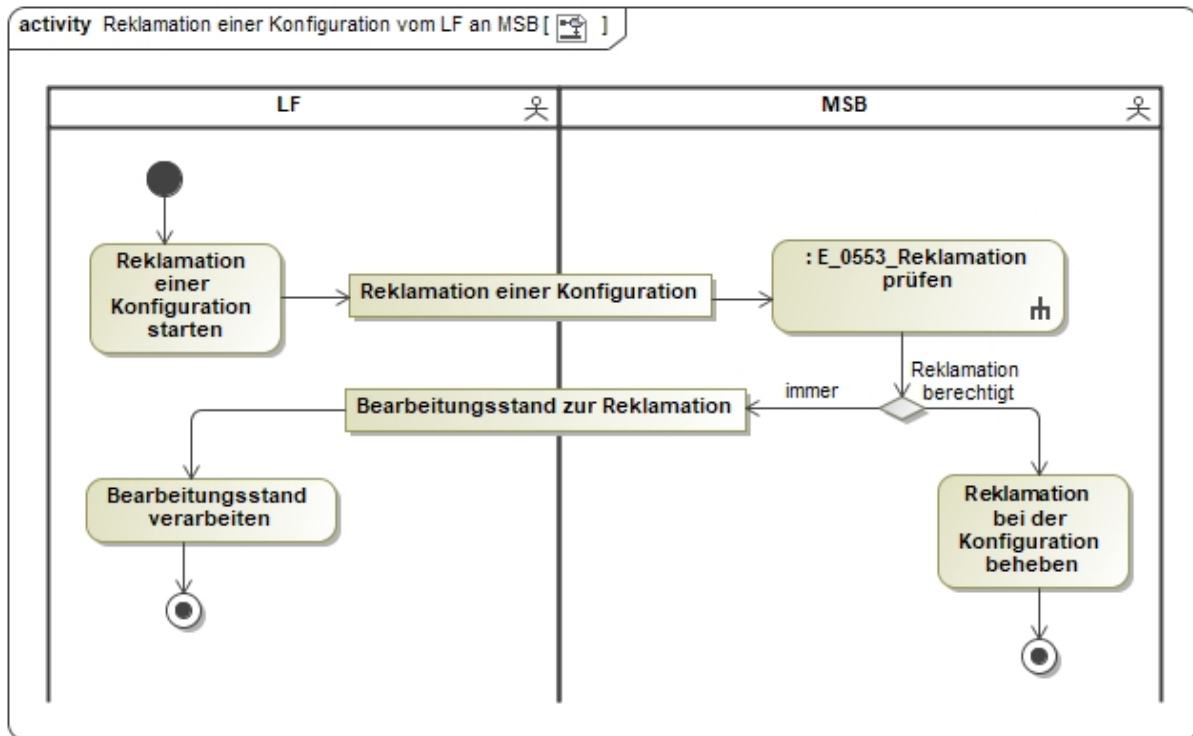 activity Reklamation einer Konfiguration vom LF an MSB [ ]
LF
MSB
Reklamation
einer
Konfiguration
starten
Reklamation einer Konfiguration
: E_0553_Reklamation
prüfen
Reklamation
berechtigt
immer
Bearbeitungsstand zur Reklamation
Bearbeitungsstand
verarbeiten
Reklamation
bei der
Konfiguration
beheben